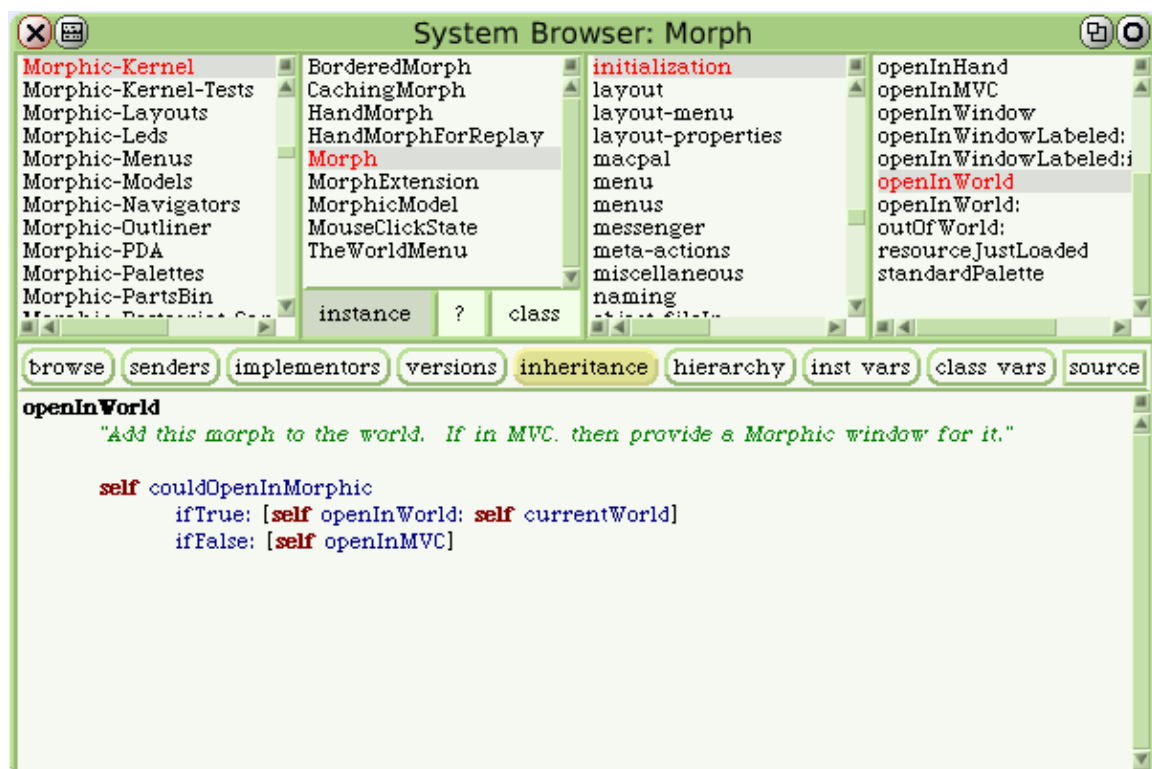 System Browser: Morph
Morphic-Kernel
Morphic-Kernel-Tests
Morphic-Layouts
Morphic-Leds
Morphic-Menus
Morphic-Models
Morphic-Navigators
Morphic-Outliner
Morphic-PDA
Morphic-Palettes
Morphic-PartsBin
BorderedMorph
CachingMorph
HandMorph
HandMorphForReplay
Morph
MorphExtension
MorphicModel
MouseClickState
TheWorldMenu
instance ? class
initialization
layout
layout-menu
layout-properties
macpal
menu
menus
messenger
meta-actions
miscellaneous
naming
openInHand
openInMVC
openInWindow
openInWindowLabeled:
openInWindowLabeled:i
openInWorld
openInWorld:
outOfWorld:
resourceJustLoaded
standardPalette
browse senders implementors versions inheritance hierarchy inst vars class vars source
openInWorld
"Add this morph to the world. If in MVC, then provide a Morphic window for it."
self couldOpenInMorphic
ifTrue: [self openInWorld: self currentWorld]
ifFalse: [self openInMVC]